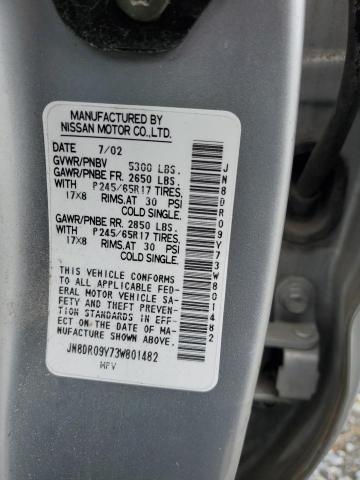 MANUFACTURED BY
NISSAN MOTOR CO.,LTD.
DATE 7/02
GVWR/PNBV 5300 LBS.
GAWR/PNBE FR. 2650 LBS.
WITH P245/65R17 TIRES,
17X8 RIMS,AT 30 PSI
COLD SINGLE.
GAWR/PNBE RR. 2850 LBS.
WITH P245/65R17 TIRES,
17X8 RIMS,AT 30 PSI
COLD SINGLE.
THIS VEHICLE CONFORMS
TO ALL APPLICABLE FED-
ERAL MOTOR VEHICLE SA-
FETY AND THEFT PREVEN-
TION STANDARDS IN EFF-
ECT ON THE DATE OF MAN-
UFACTURE SHOWN ABOVE.
JN8DR09Y73W801482
MPV
JN8DR09Y73W801482